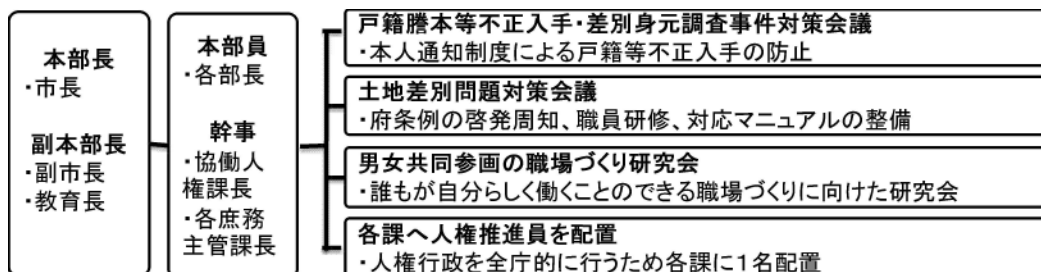 本部長
・市長
副本部長
・副市長
・教育長
本部員
・各部長
幹事
・協働人
権課長
・各庶務
主管課長
戸籍謄本等不正入手・差別身元調査事件対策会議
・本人通知制度による戸籍等不正入手の防止
土地差別問題対策会議
・府条例の啓発周知、職員研修、対応マニュアルの整備
男女共同参画の職場づくり研究会
・誰もが自分らしく働くことのできる職場づくりに向けた研究会
各課へ人権推進員を配置
・人権行政を全庁的に行うため各課に1名配置